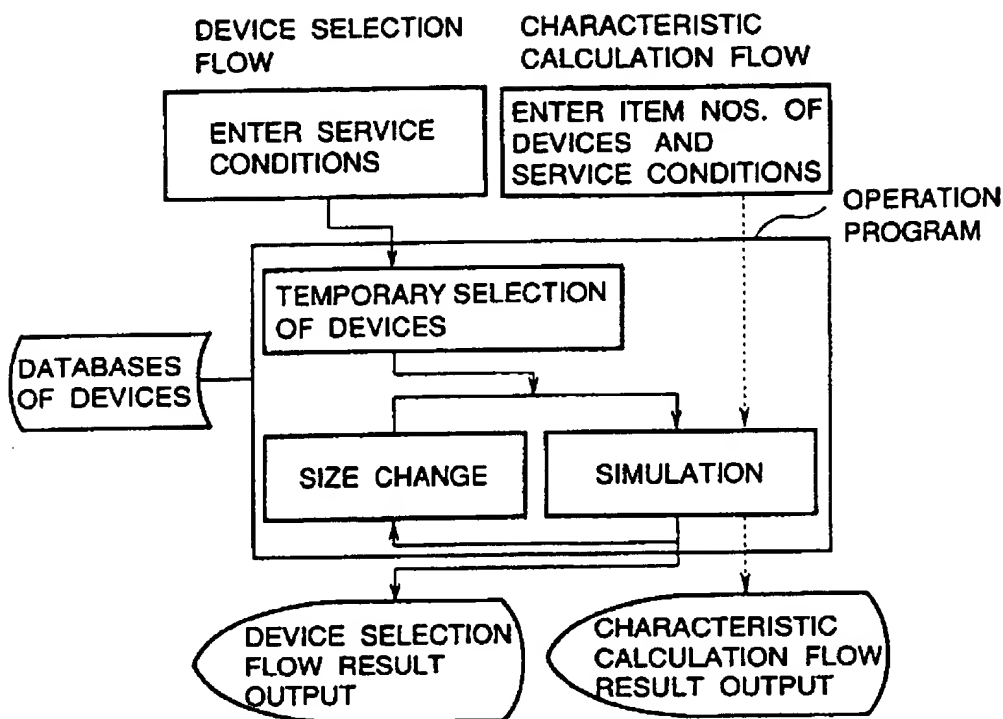 DEVICE SELECTION
FLOW
CHARACTERISTIC
CALCULATION FLOW
ENTER SERVICE
CONDITIONS
ENTER ITEM NOS. OF
DEVICES AND
SERVICE CONDITIONS
OPERATION
PROGRAM
TEMPORARY SELECTION
OF DEVICES
DATABASES
OF DEVICES
SIZE CHANGE
SIMULATION
DEVICE SELECTION
FLOW RESULT
OUTPUT
CHARACTERISTIC
CALCULATION FLOW
RESULT OUTPUT